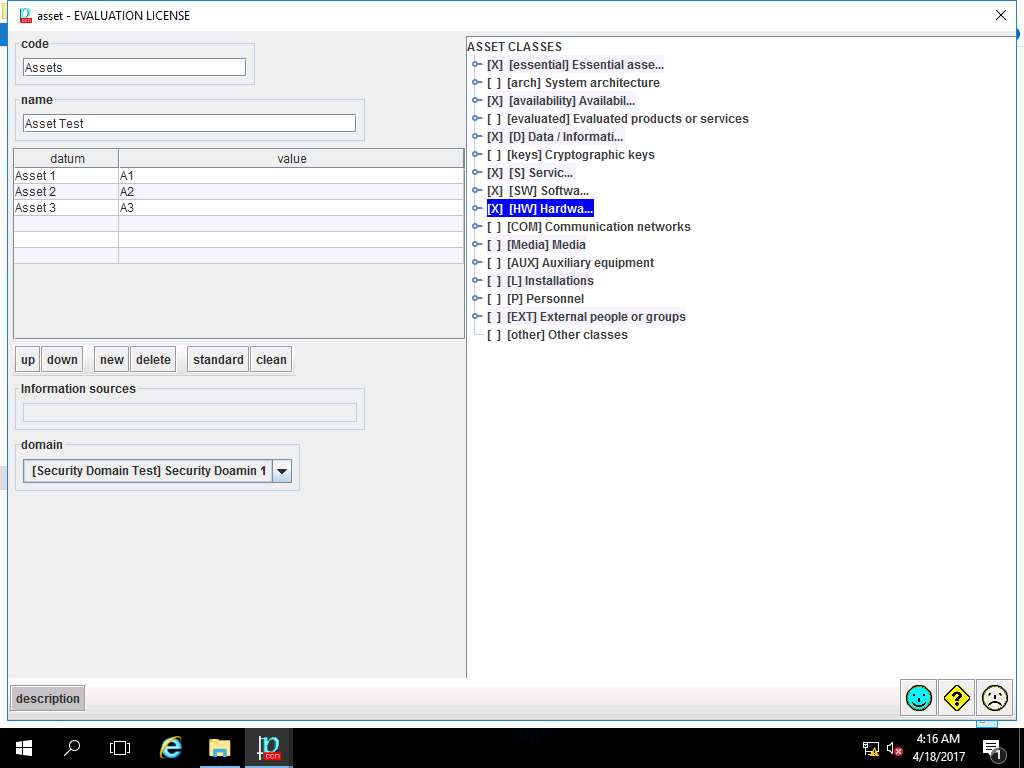 asset - EVALUATION LICENSE
code
Assets
name
Asset Test
datum value
Asset 1 A1
Asset 2 A2
Asset 3 A3
up down new delete standard clean
Information sources
domain
[Security Domain Test] Security Doamin 1
ASSET CLASSES
[X] [essential] Essential asse...
[ ] [arch] System architecture
[X] [availability] Availabil...
[ ] [evaluated] Evaluated products or services
[X] [D] Data / Informati...
[ ] [keys] Cryptographic keys
[X] [S] Servic...
[X] [SW] Softwa...
[X] [HW] Hardwa...
[ ] [COM] Communication networks
[ ] [Media] Media
[ ] [AUX] Auxiliary equipment
[ ] [L] Installations
[ ] [P] Personnel
[ ] [EXT] External people or groups
[ ] [other] Other classes
description
?
4:16 AM
4/18/2017
1